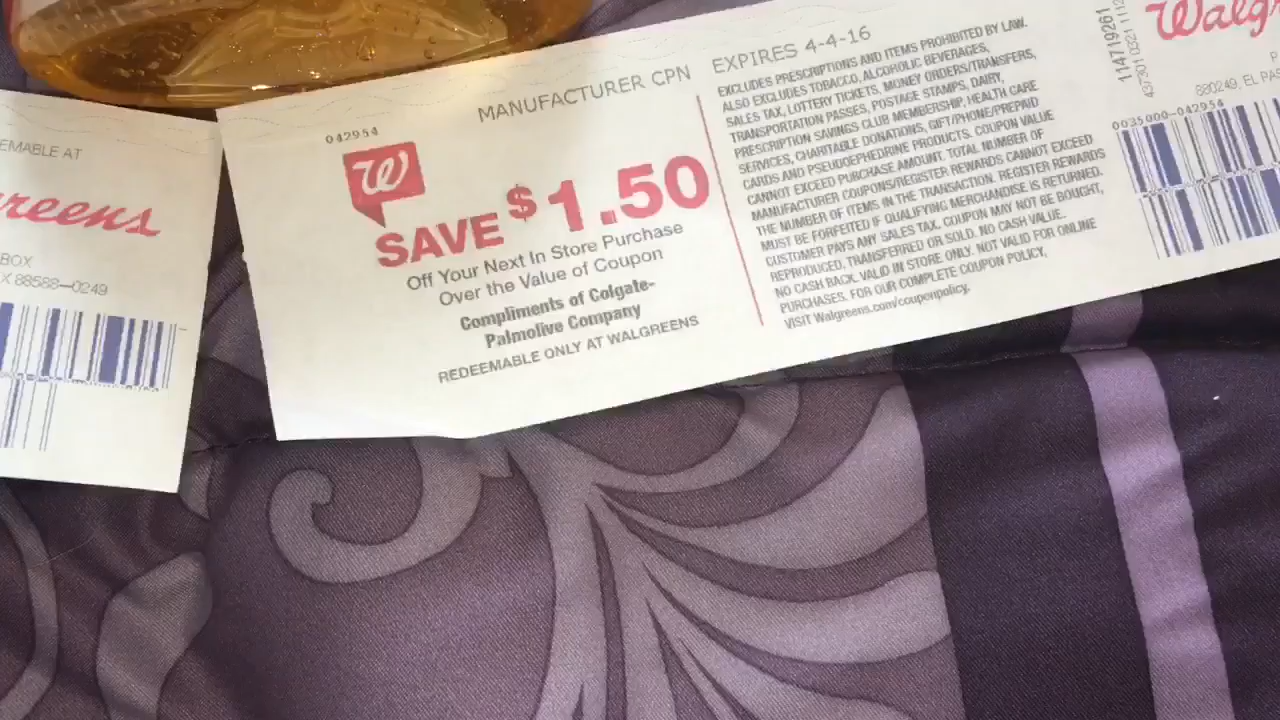 EMABLE AT
reens
BOX
X 88588-0249
042954
MANUFACTURER CPN
W
SAVE $1.50
Off Your Next In Store Purchase
Over the Value of Coupon
Compliments of Colgate-
Palmolive Company
REDEEMABLE ONLY AT WALGREENS
EXPIRES 4-4-16
EXCLUDES PRESCRIPTIONS AND ITEMS PROHIBITED BY LAW.
ALSO EXCLUDES TOBACCO, ALCOHOLIC BEVERAGES,
SALES TAX, LOTTERY TICKETS, MONEY ORDERS/TRANSFERS,
TRANSPORTATION PASSES, POSTAGE STAMPS, DAIRY,
PRESCRIPTION SAVINGS CLUB MEMBERSHIP, HEALTH CARE
SERVICES, CHARITABLE DONATIONS, GIFT/PHONE/PREPAID
CARDS AND PSEUDOEPHEDRINE PRODUCTS. COUPON VALUE
CANNOT EXCEED PURCHASE AMOUNT. TOTAL NUMBER OF
MANUFACTURER COUPONS/REGISTER REWARDS CANNOT EXCEED
THE NUMBER OF ITEMS IN THE TRANSACTION. REGISTER REWARDS
MUST BE FORFEITED IF QUALIFYING MERCHANDISE IS RETURNED.
CUSTOMER PAYS ANY SALES TAX. COUPON MAY NOT BE BOUGHT,
REPRODUCED, TRANSFERRED OR SOLD. NO CASH VALUE.
NO CASH BACK. VALID IN STORE ONLY. NOT VALID FOR ONLINE
PURCHASES. FOR OUR COMPLETE COUPON POLICY,
VISIT Walgreens.com/couponpolicy.
Walg
880249, EL PA
0035000-042954